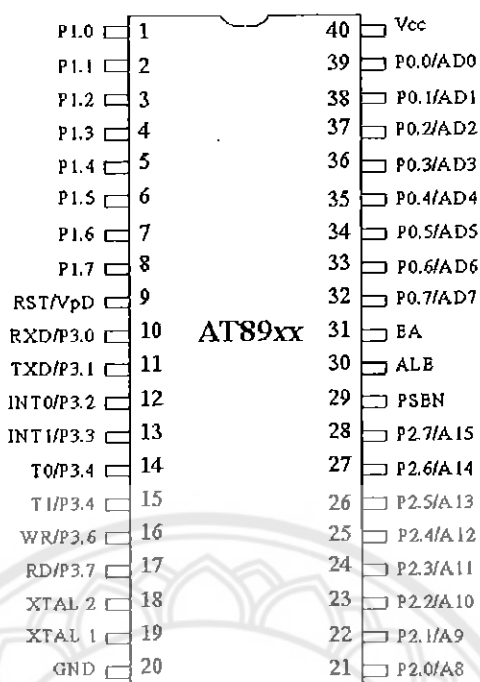 P1.0 1 40 Vcc
P1.1 2 39 P0.0/AD0
P1.2 3 38 P0.1/AD1
P1.3 4 37 P0.2/AD2
P1.4 5 36 P0.3/AD3
P1.5 6 35 P0.4/AD4
P1.6 7 34 P0.5/AD5
P1.7 8 33 P0.6/AD6
RST/VpD 9 32 P0.7/AD7
RXD/P3.0 10 AT89xx 31 EA
TXD/P3.1 11 30 ALE
INT0/P3.2 12 29 PSEN
INT1/P3.3 13 28 P2.7/A15
T0/P3.4 14 27 P2.6/A14
T1/P3.4 15 26 P2.5/A13
WR/P3.6 16 25 P2.4/A12
RD/P3.7 17 24 P2.3/A11
XTAL 2 18 23 P2.2/A10
XTAL 1 19 22 P2.1/A9
GND 20 21 P2.0/A8